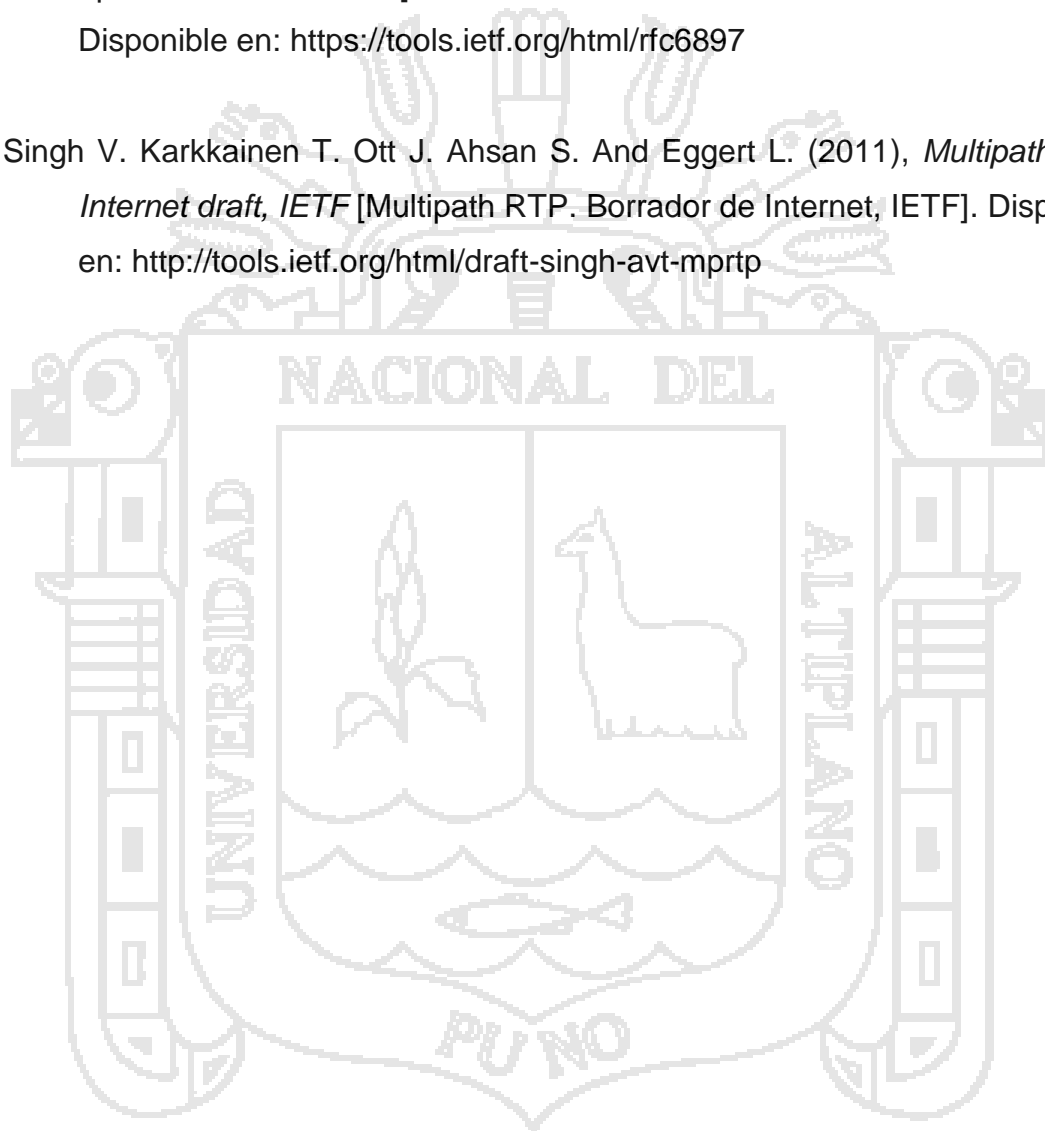 Disponible en: https://tools.ietf.org/html/rfc6897
Singh V. Karkkainen T. Ott J. Ahsan S. And Eggert L. (2011), Multipath
Internet draft, IETF [Multipath RTP. Borrador de Internet, IETF]. Disp
en: http://tools.ietf.org/html/draft-singh-avt-mprtp
NACIONAL DEL
UNIVERSIDAD
ALTIPLANO
PUNO